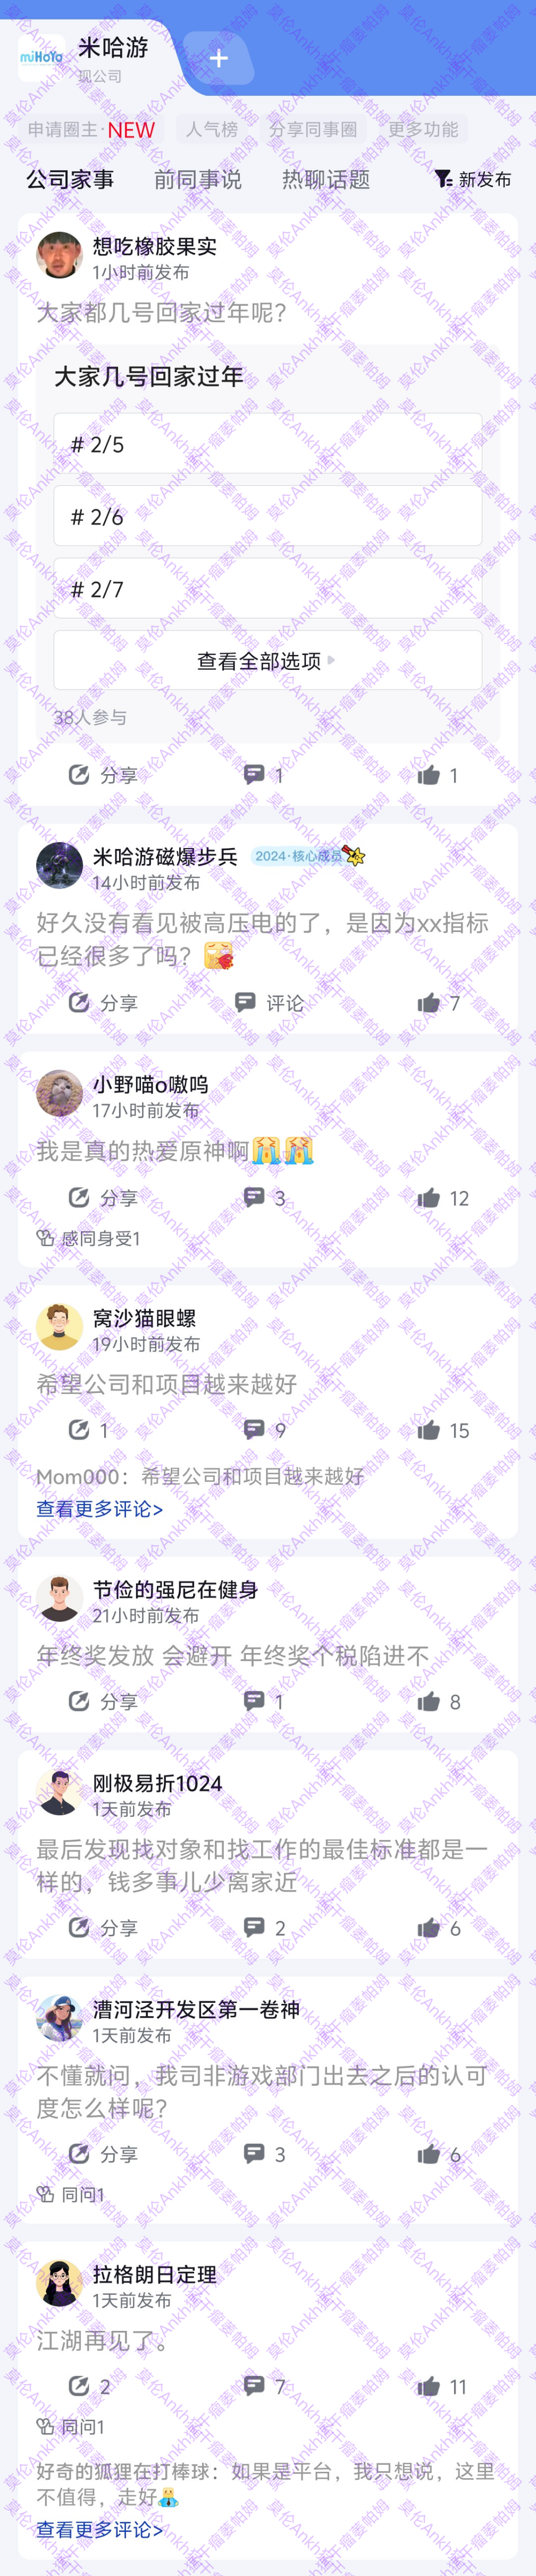 miHoYo
米哈游
现公司
+
申请圈主·NEW
人气榜
分享同事圈
更多功能
公司家事
前同事说
热聊话题
新发布
想吃橡胶果实
1小时前发布
大家都几号回家过年呢？
大家几号回家过年
# 2/5
# 2/6
# 2/7
查看全部选项
38人参与
分享
1
1
米哈游磁爆步兵
2024·核心成员
14小时前发布
好久没有看见被高压电的了，是因为xx指标
已经很多了吗？
分享
评论
7
小野喵o嗷呜
17小时前发布
我是真的热爱原神啊
分享
3
12
感同身受1
窝沙猫眼螺
19小时前发布
希望公司和项目越来越好
1
9
15
Mom000：希望公司和项目越来越好
查看更多评论>
节俭的强尼在健身
21小时前发布
年终奖发放 会避开 年终奖个税陷进不
分享
1
8
刚极易折1024
1天前发布
最后发现找对象和找工作的最佳标准都是一
样的，钱多事儿少离家近
分享
2
6
漕河泾开发区第一卷神
1天前发布
不懂就问，我司非游戏部门出去之后的认可
度怎么样呢？
分享
3
6
同问1
拉格朗日定理
1天前发布
江湖再见了。
2
7
11
同问1
好奇的狐狸在打棒球：如果是平台，我只想说，这里
不值得，走好
查看更多评论>